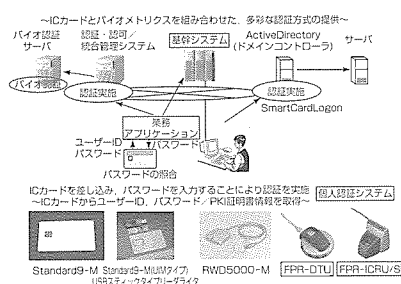 〜ICカードとバイオメトリクスを組み合わせた、多彩な認証方式の提供〜
バイオ認証
サーバ
認証・認可／
統合管理システム
基幹システム
ActiveDirectory
(ドメインコントローラ)
サーバ
バイオ認証
認証実施
認証実施
SmartCardLogon
業務
アプリケーション
ユーザーID
パスワード
パスワード
パスワードの照合
ICカードを差し込み、パスワードを入力することにより認証を実施
〜ICカードからユーザーID、パスワード／PKI証明書情報を取得〜
個人認証システム
Standard9-M
Standard9-M(UIMタイプ)
USBスティックタイプリーダライタ
RWD5000-M
FPR-DTU
FPR-ICRU/S